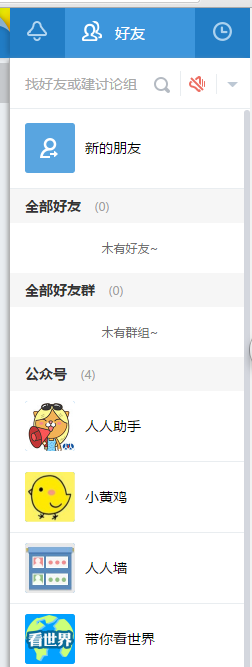 好友
找好友或建讨论组
新的朋友
全部好友 (0)
木有好友~
全部好友群 (0)
木有群组~
公众号 (4)
人人助手
小黄鸡
人人墙
看世界 带你看世界